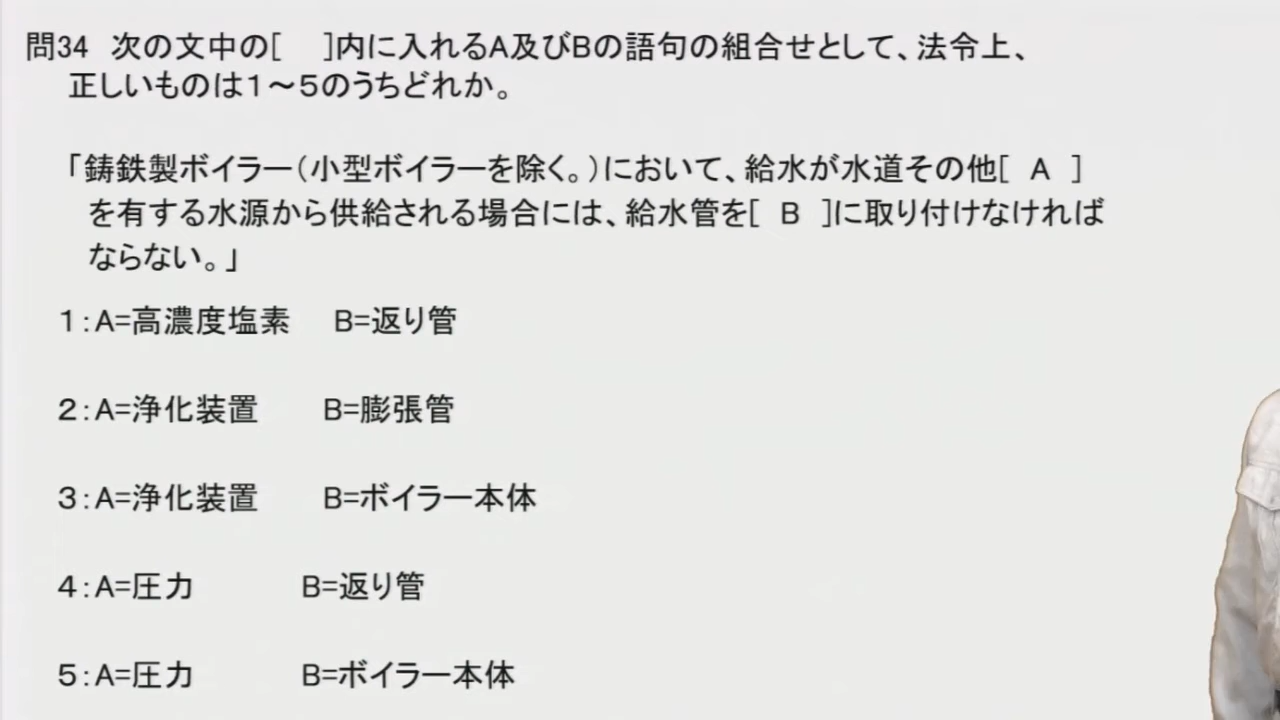 問34 次の文中の[ ]内に入れるA及びBの語句の組合せとして、法令上、
正しいものは1～5のうちどれか。
「鋳鉄製ボイラー(小型ボイラーを除く。)において、給水が水道その他[ A ]
を有する水源から供給される場合には、給水管を[ B ]に取り付けなければ
ならない。」
1:A=高濃度塩素 B=返り管
2:A=浄化装置 B=膨張管
3:A=浄化装置 B=ボイラー本体
4:A=圧力 B=返り管
5:A=圧力 B=ボイラー本体